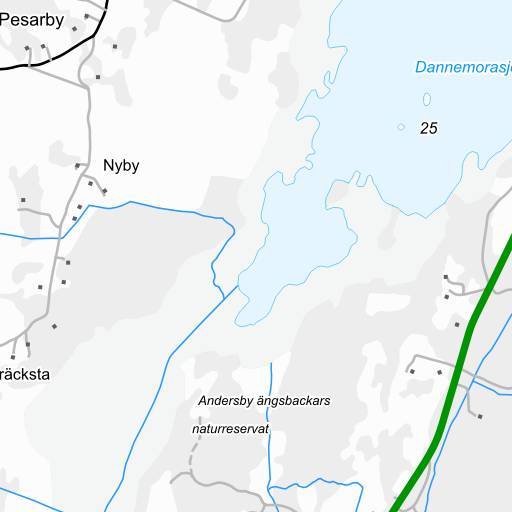 Pesarby
Dannemorasj
25
Nyby
räcksta
Andersby ängsbackars
naturreservat